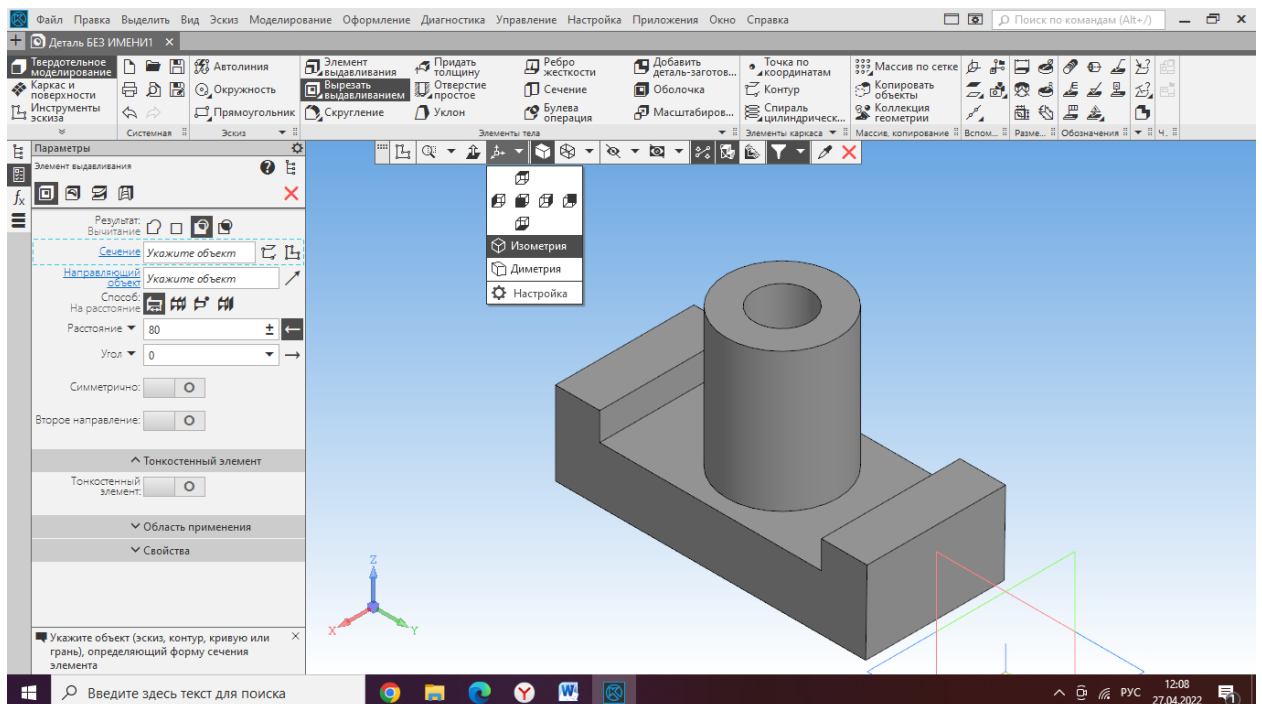 Файл Правка Выделить Вид Эскиз Моделирование Оформление Диагностика Управление Настройка Приложения Окно Справка
Поиск по командам (Alt+/)
Деталь БЕЗ ИМЕНИ1
Твердотельное моделирование
Каркас и поверхности
Инструменты эскиза
Системная
Автолиния
Окружность
Прямоугольник
Эскиз
Элемент выдавливания
Вырезать выдавливанием
Скругление
Придать толщину
Отверстие простое
Уклон
Ребро жесткости
Сечение
Булева операция
Добавить деталь-заготов...
Оболочка
Масштабиров...
Элементы тела
Точка по координатам
Контур
Спираль цилиндрическ...
Элементы каркаса
Массив по сетке
Копировать объекты
Коллекция геометрии
Массив, копирование
Вспом...
Разме...
Обозначения
Ч.
Параметры
Элемент выдавливания
Результат:
Вычитание
Сечение Укажите объект
Направляющий объект Укажите объект
Способ:
На расстояние
Расстояние 80
Угол 0
Симметрично:
Второе направление:
Тонкостенный элемент
Тонкостенный элемент:
Область применения
Свойства
Укажите объект (эскиз, контур, кривую или
грань), определяющий форму сечения
элемента
Изометрия
Диметрия
Настройка
Z
X
Y
Введите здесь текст для поиска
РУС
12:08
27.04.2022